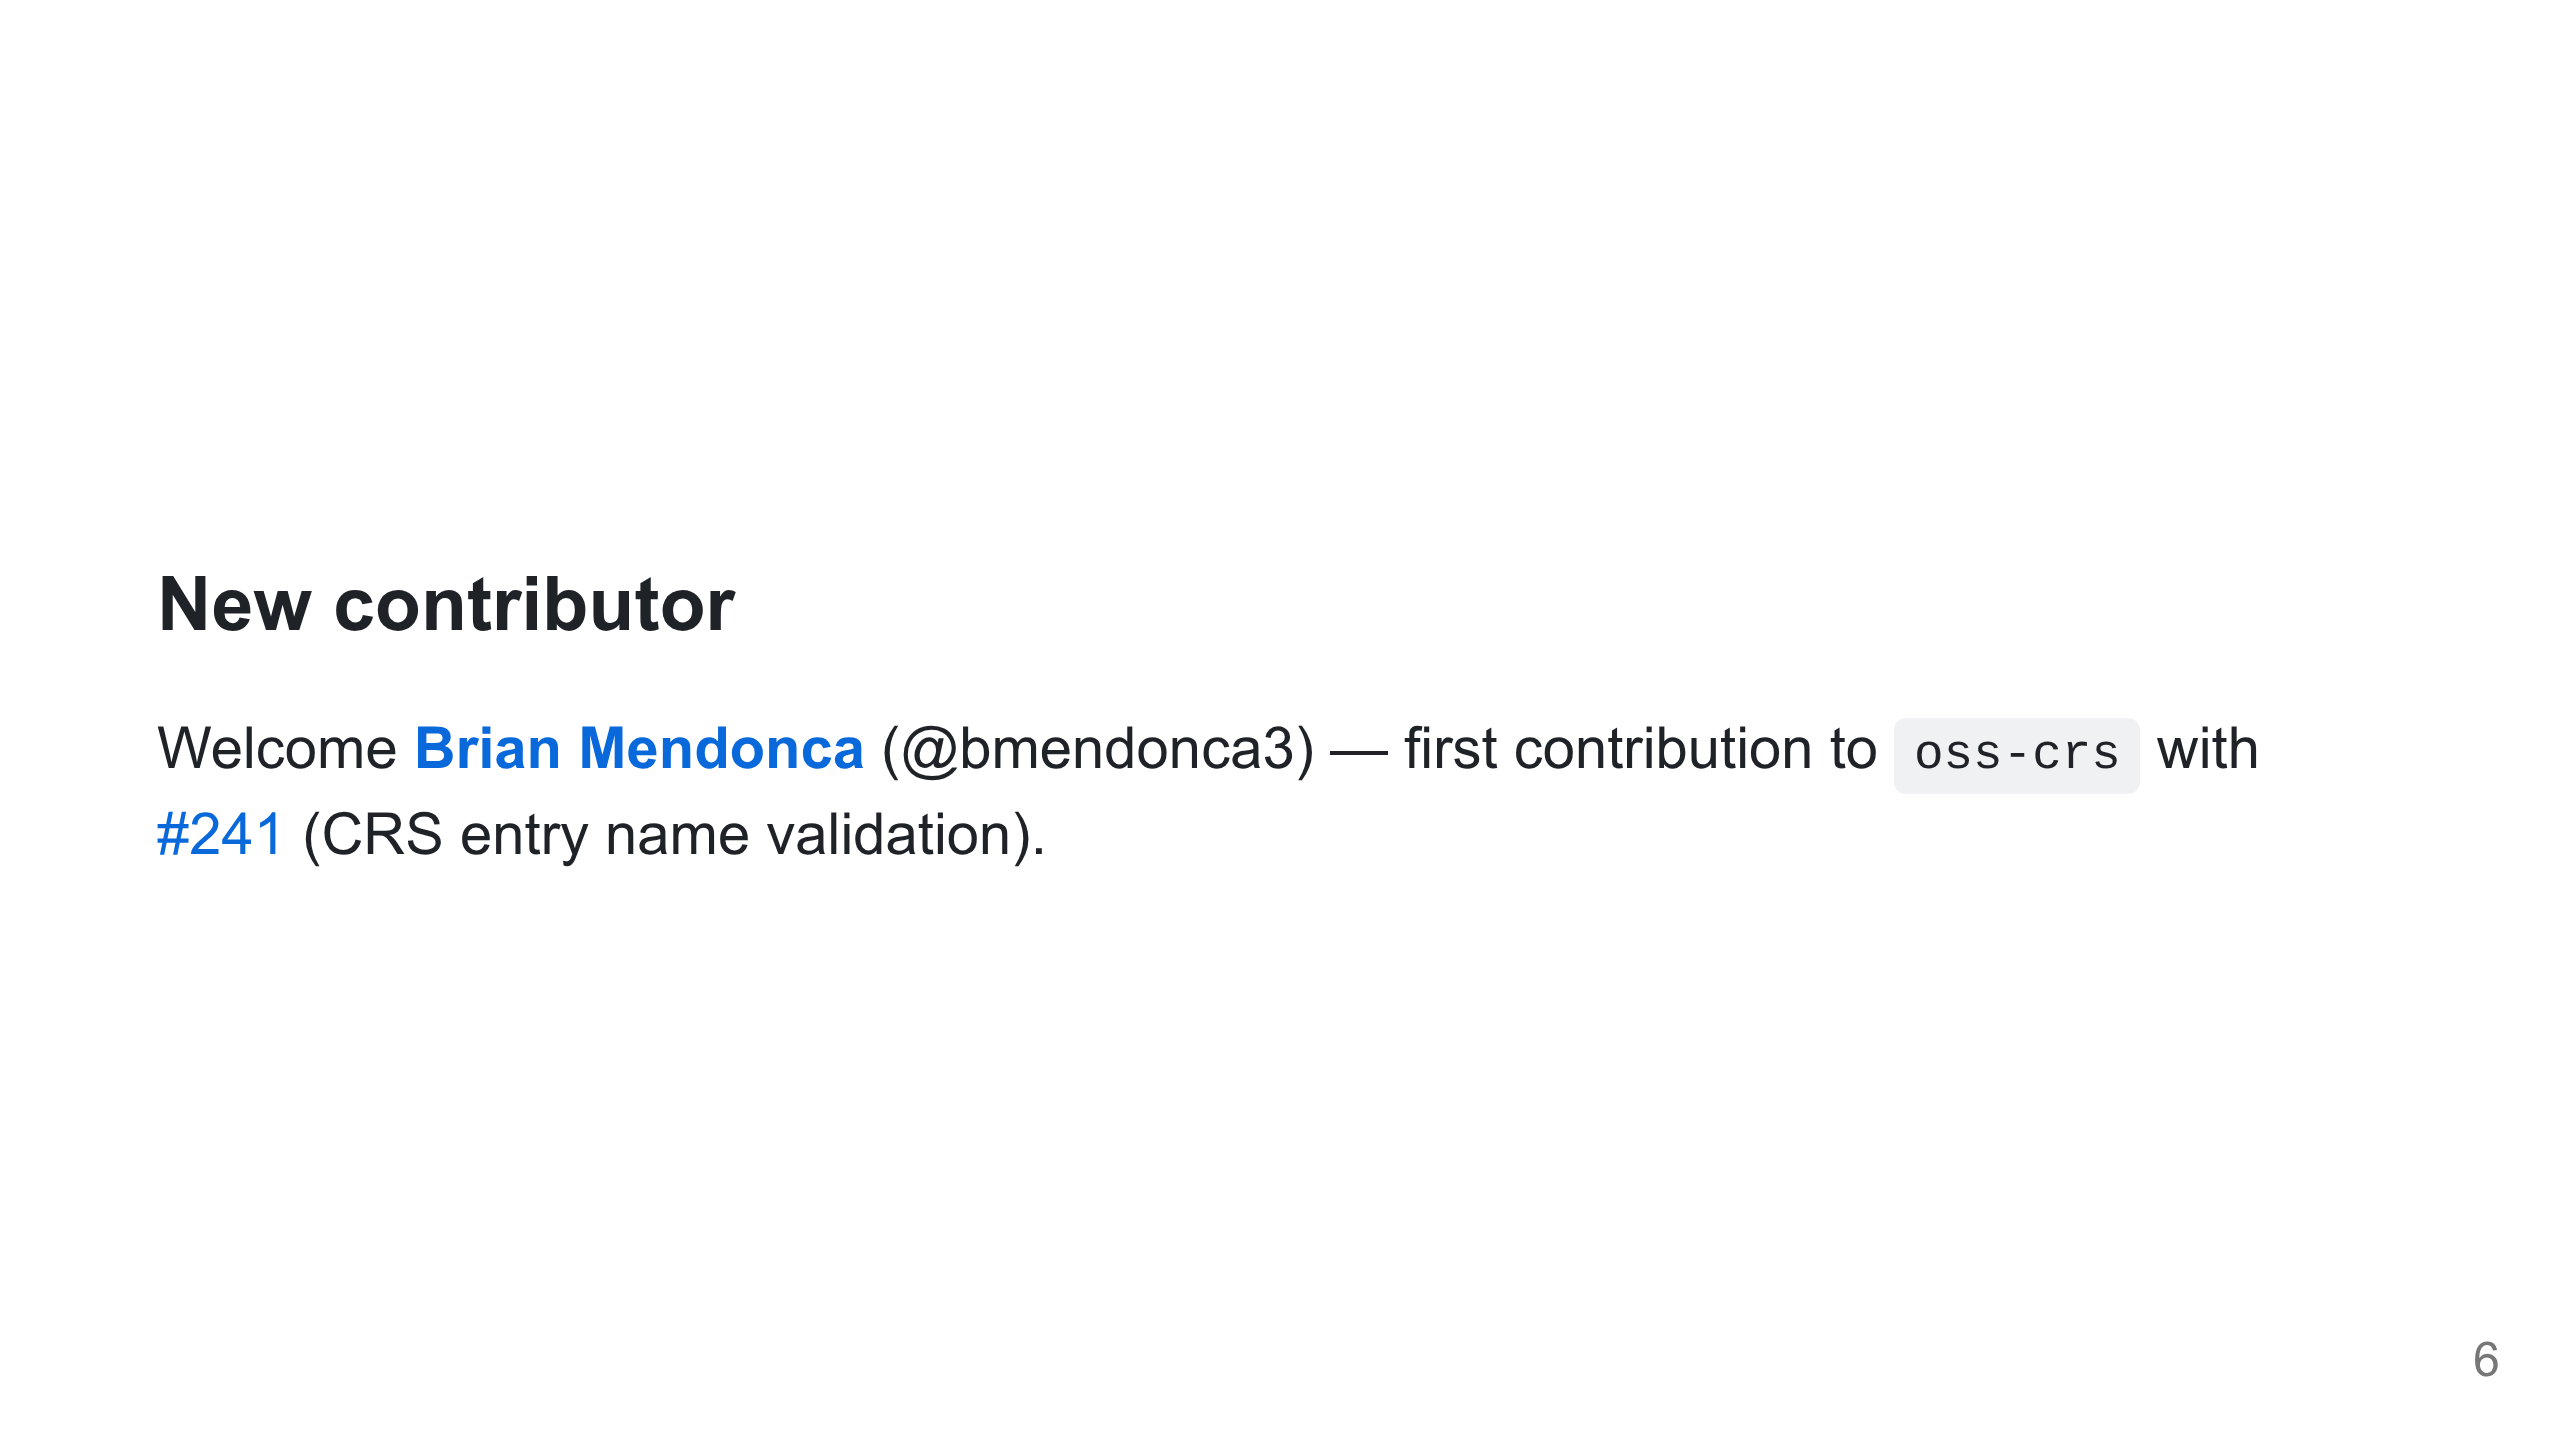 New contributor
Welcome Brian Mendonca (@bmendonca3) — first contribution to oss-crs with
#241 (CRS entry name validation).
6